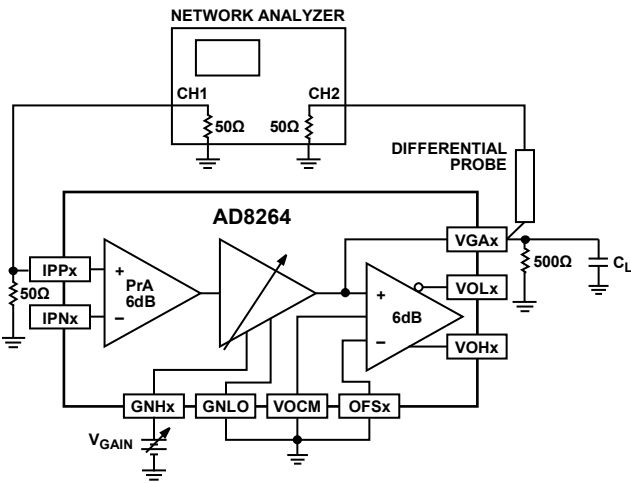 NETWORK ANALYZER
CH1
CH2
50Ω
50Ω
DIFFERENTIAL
PROBE
AD8264
VGAx
IPPx
+
PrA
6dB
–
50Ω
IPNx
+
6dB
–
500Ω
CL
VOLx
VOHx
GNHx
GNLO
VOCM
OFSx
VGAIN